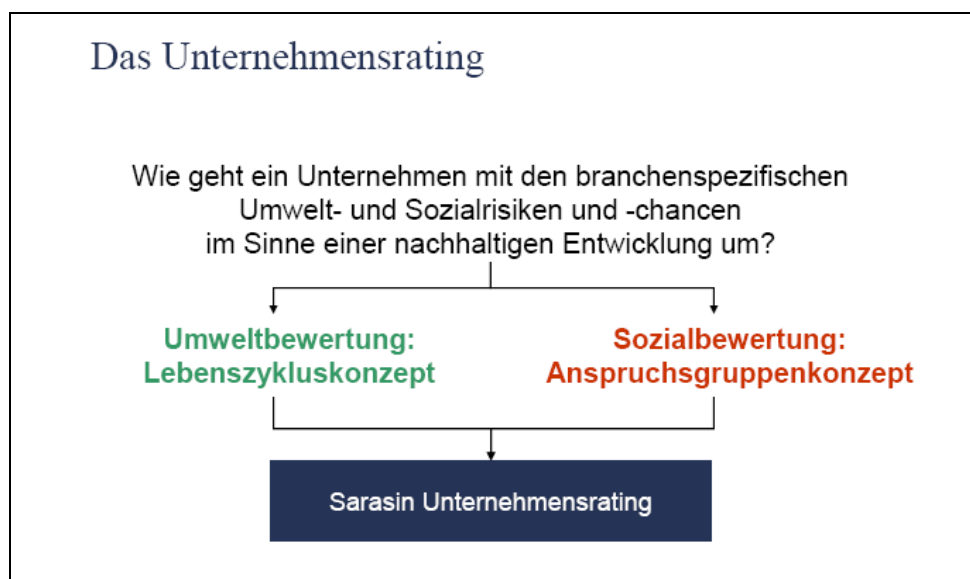 Das Unternehmensrating
Wie geht ein Unternehmen mit den branchenspezifischen
Umwelt- und Sozialrisiken und -chancen
im Sinne einer nachhaltigen Entwicklung um?
Umweltbewertung:
Lebenszykluskonzept
Sozialbewertung:
Anspruchsgruppenkonzept
Sarasin Unternehmensrating